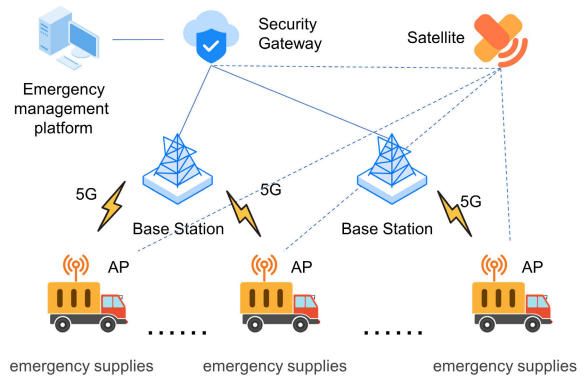 Security
Gateway
Satellite
Emergency
management
platform
5G
Base Station
5G
Base Station
5G
AP
AP
AP
......
......
emergency supplies
emergency supplies
emergency supplies